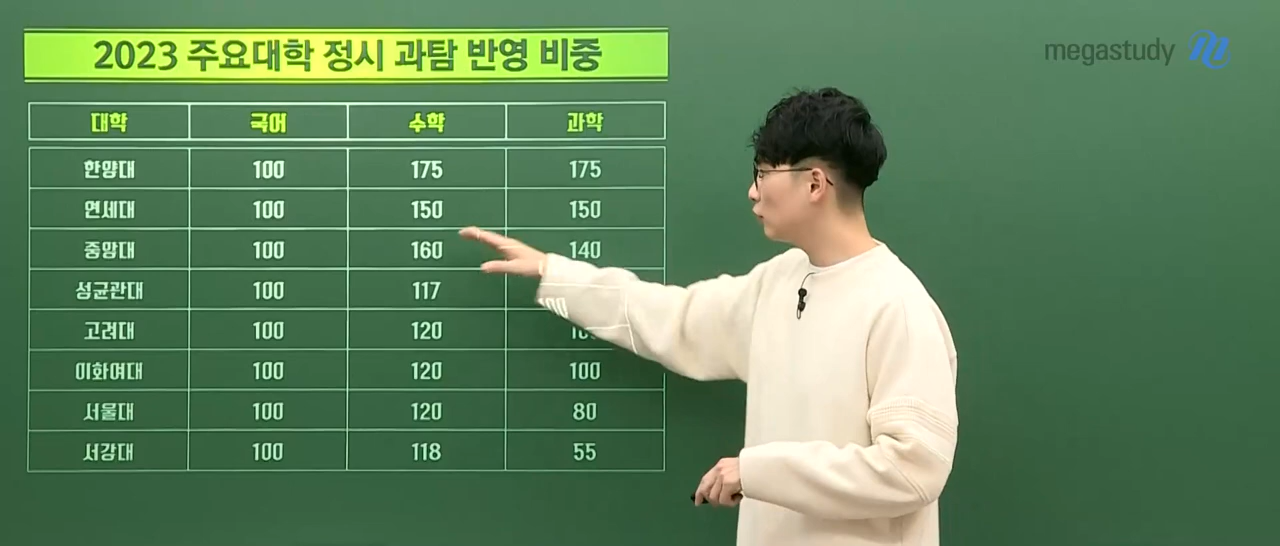 2023 주요대학 정시 과탐 반영 비중
megastudy
대학 국어 수학 과학
한양대 100 175 175
연세대 100 150 150
중앙대 100 160 140
성균관대 100 117
고려대 100 120
이화여대 100 120 100
서울대 100 120 80
서강대 100 118 55